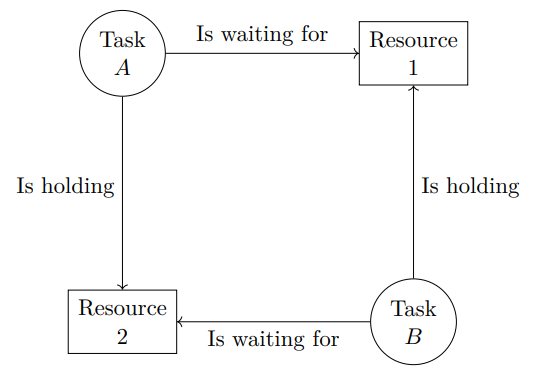 Task
A
Is waiting for
Resource
1
Is holding
Is holding
Resource
2
Is waiting for
Task
B